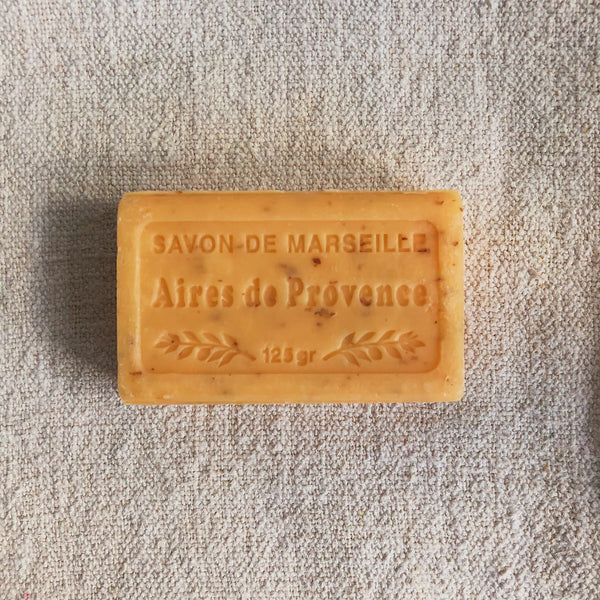 SAVON DE MARSEILLE
Aires de Provence
125 gr